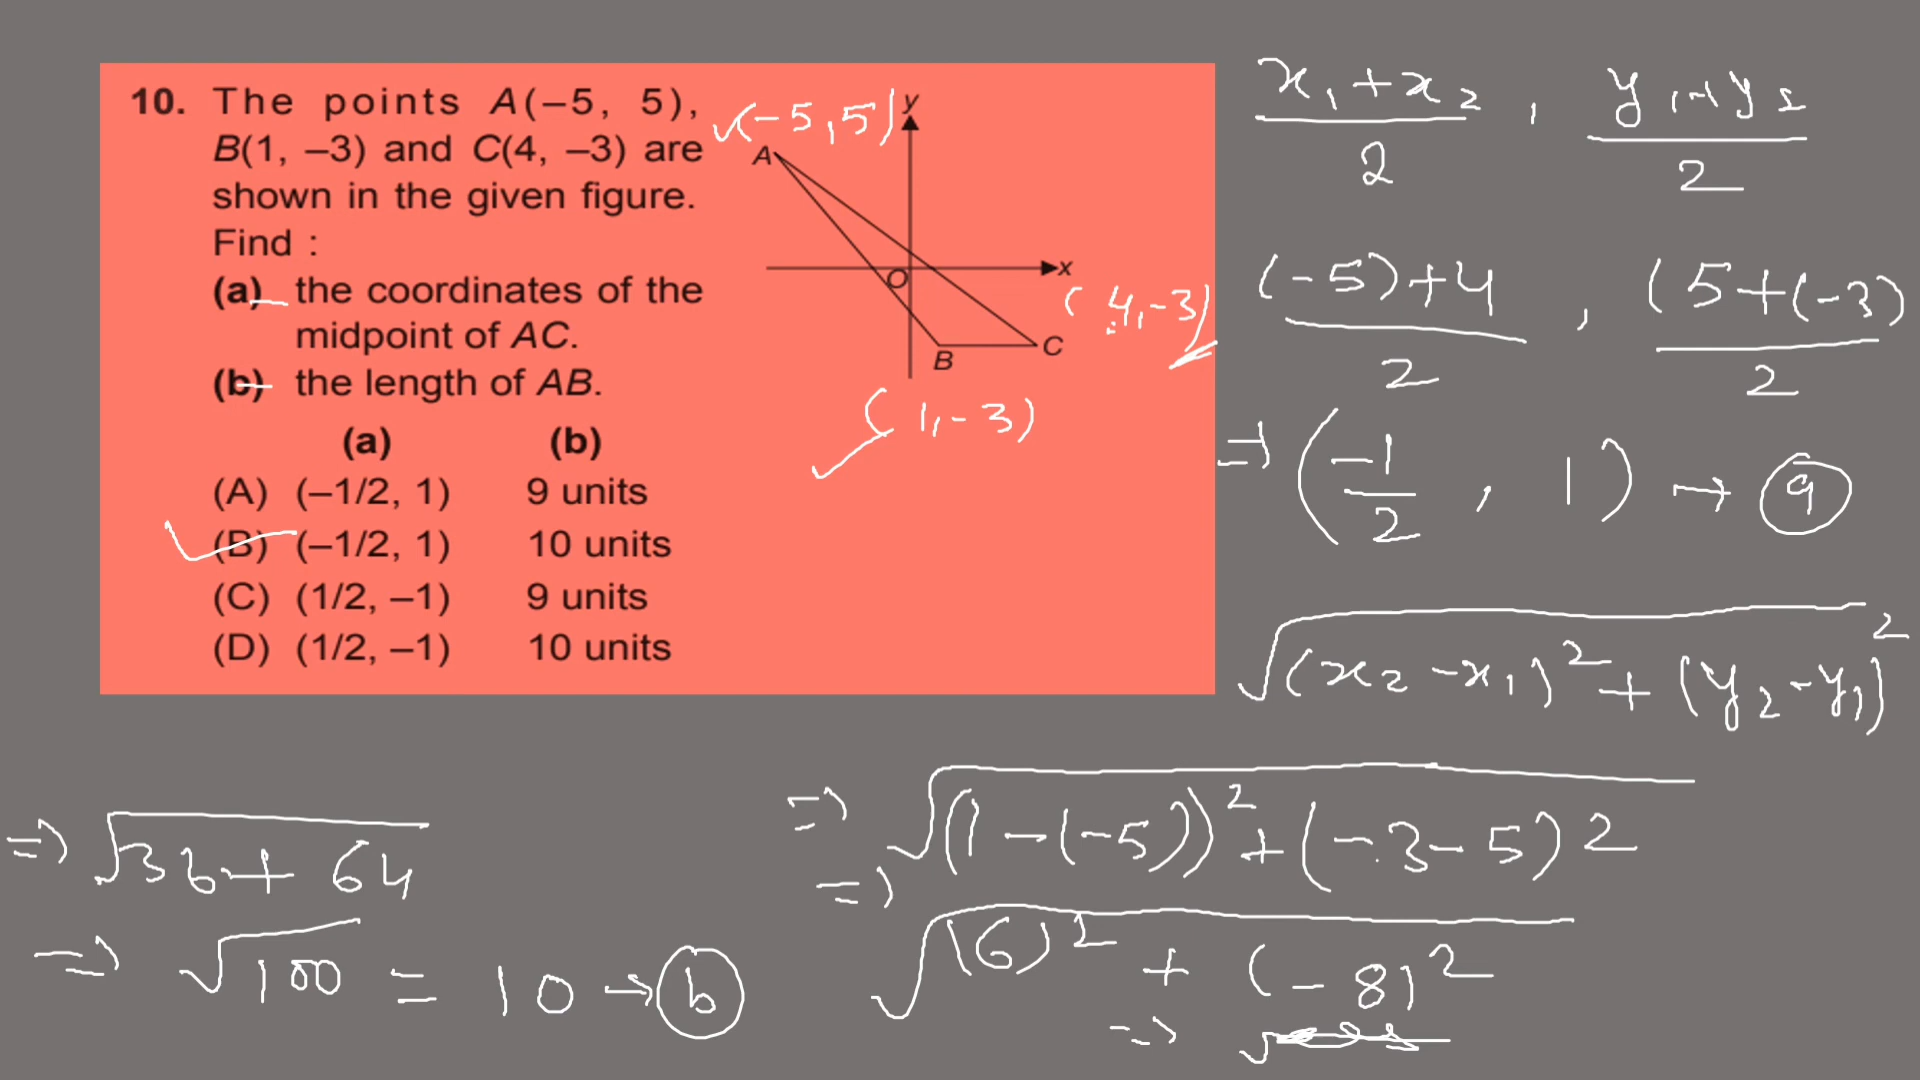 10. The points A(–5, 5),
B(1, –3) and C(4, –3) are
shown in the given figure.
Find :
(a) the coordinates of the
midpoint of AC.
(b) the length of AB.
(a) (b)
(A) (–1/2, 1) 9 units
(B) (–1/2, 1) 10 units
(C) (1/2, –1) 9 units
(D) (1/2, –1) 10 units
(-5,5)
y
A
O
x
(4,-3)
B
C
(1,-3)
x₁+x₂ / 2 , y₁+y₂ / 2
(-5)+4 / 2 , (5+(-3) / 2
⇒ (-1/2 , 1) → a
√(x₂-x₁)²+(y₂-y₁)²
⇒ √(1-(-5))²+(-3-5)²
⇒ √(6)²+(-8)²
⇒ √
⇒ √36+64
⇒ √100 = 10 → b